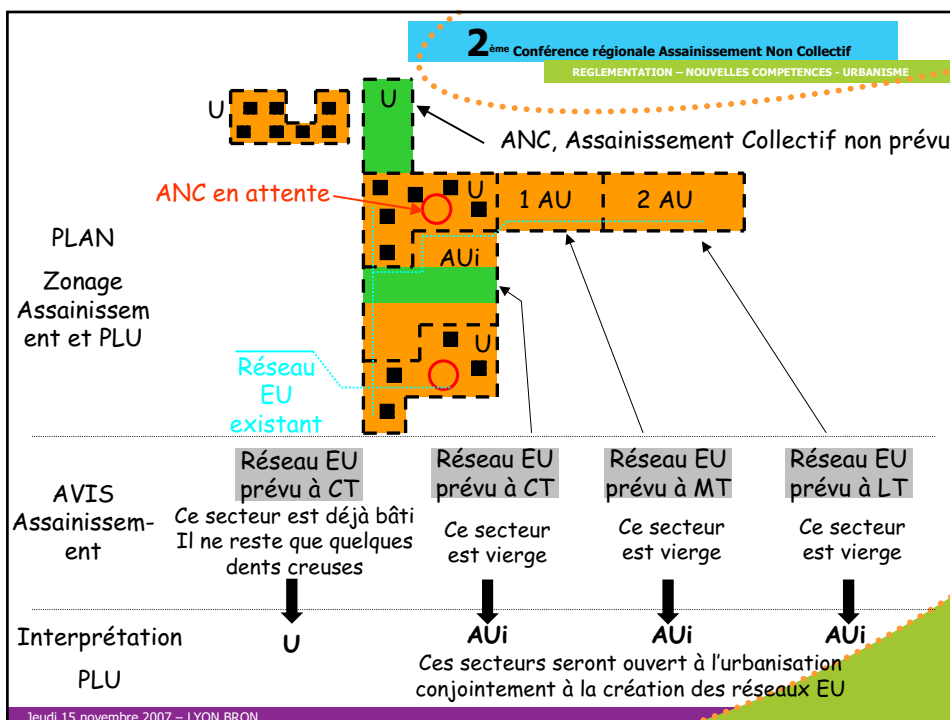 2ème Conférence régionale Assainissement Non Collectif
REGLEMENTATION – NOUVELLES COMPETENCES - URBANISME
U
U
ANC, Assainissement Collectif non prévu
ANC en attente
U
1 AU
2 AU
PLAN
Zonage
Assainissem
ent et PLU
AUi
U
Réseau
EU
existant
AVIS
Assainissem-
ent
Réseau EU
prévu à CT
Ce secteur est déjà bâti
Il ne reste que quelques
dents creuses
Réseau EU
prévu à CT
Ce secteur
est vierge
Réseau EU
prévu à MT
Ce secteur
est vierge
Réseau EU
prévu à LT
Ce secteur
est vierge
Interprétation
PLU
U
AUi
AUi
AUi
Ces secteurs seront ouvert à l'urbanisation
conjointement à la création des réseaux EU
Jeudi 15 novembre 2007 – LYON BRON